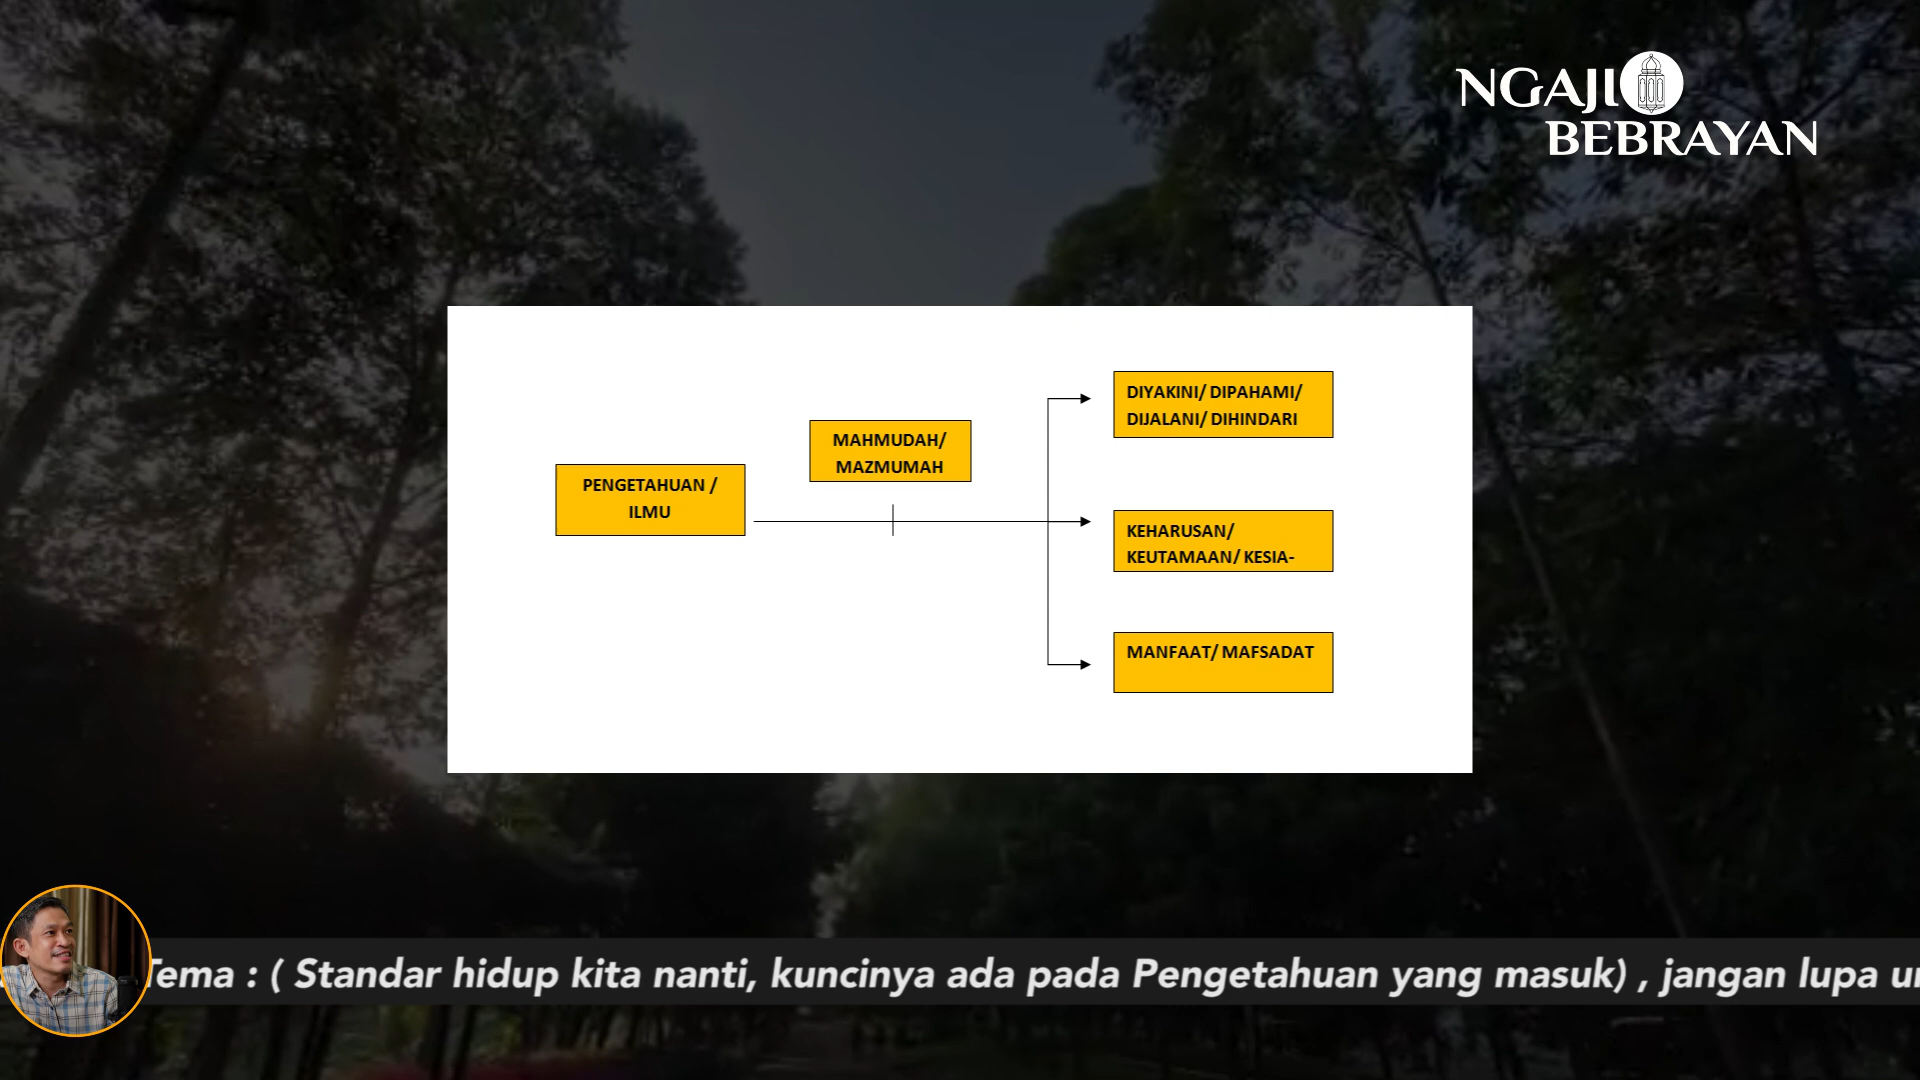 NGAJI
BEBRAYAN
DIYAKINI/ DIPAHAMI/
DIJALANI/ DIHINDARI
MAHMUDAH/
MAZMUMAH
PENGETAHUAN /
ILMU
KEHARUSAN/
KEUTAMAAN/ KESIA-
MANFAAT/ MAFSADAT
Tema : ( Standar hidup kita nanti, kuncinya ada pada Pengetahuan yang masuk) , jangan lupa